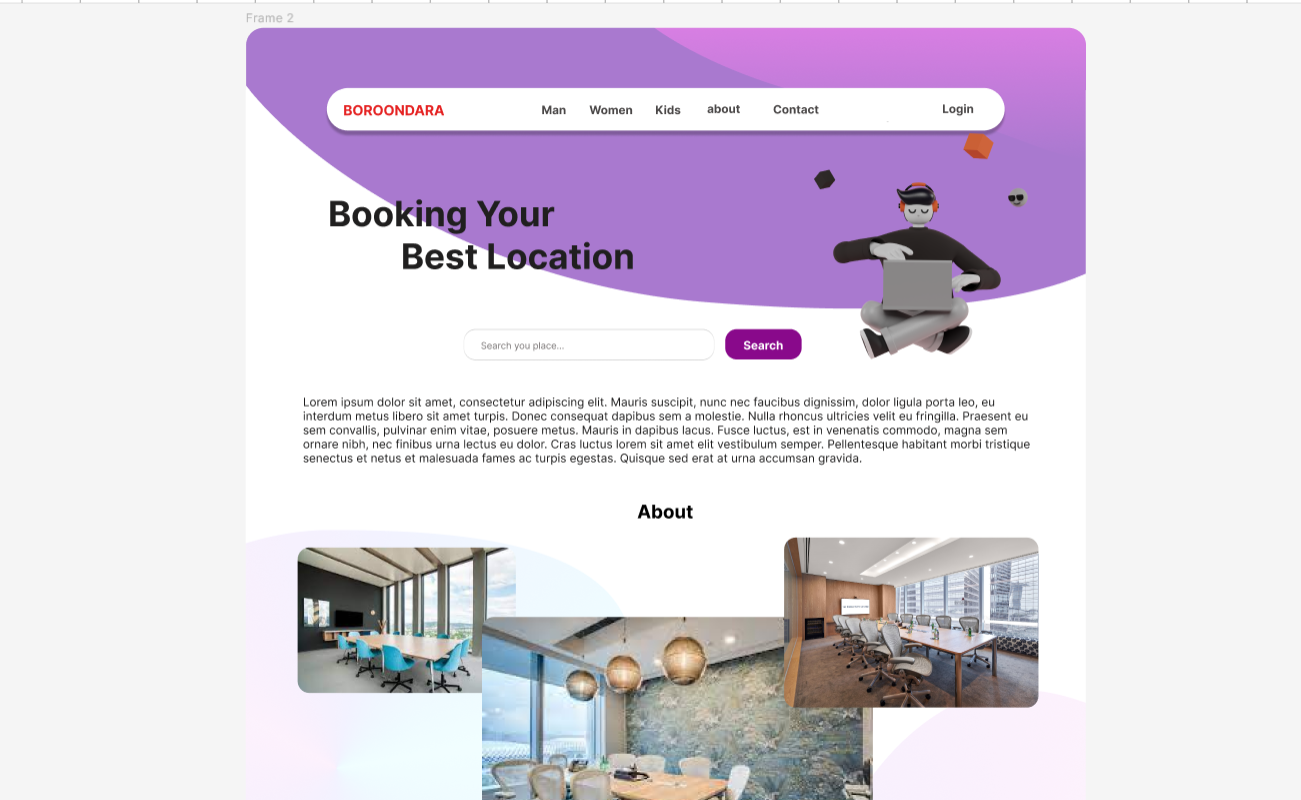 Frame 2
BOROONDARA Man Women Kids about Contact Login
Booking Your
Best Location
Search you place... Search
Lorem ipsum dolor sit amet, consectetur adipiscing elit. Mauris suscipit, nunc nec faucibus dignissim, dolor ligula porta leo, eu
interdum metus libero sit amet turpis. Donec consequat dapibus sem a molestie. Nulla rhoncus ultricies velit eu fringilla. Praesent eu
sem convallis, pulvinar enim vitae, posuere metus. Mauris in dapibus lacus. Fusce luctus, est in venenatis commodo, magna sem
ornare nibh, nec finibus urna lectus eu dolor. Cras luctus lorem sit amet elit vestibulum semper. Pellentesque habitant morbi tristique
senectus et netus et malesuada fames ac turpis egestas. Quisque sed erat at urna accumsan gravida.
About